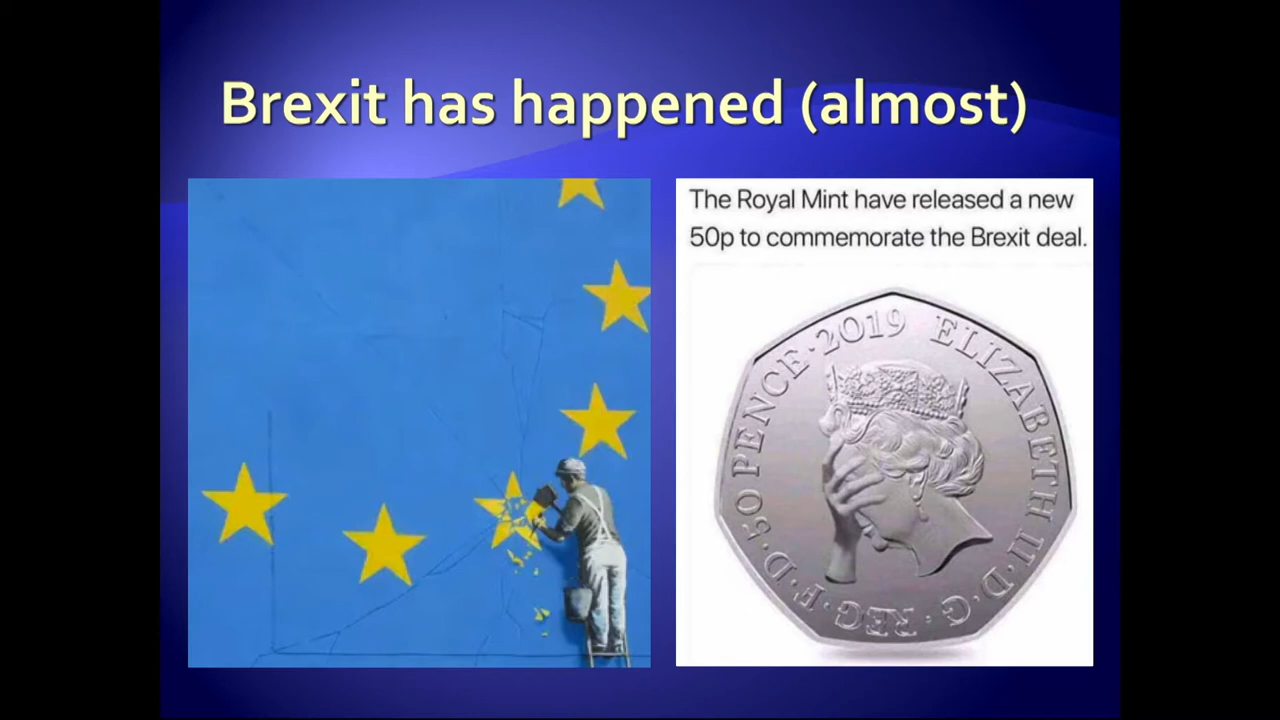 Brexit has happened (almost)
The Royal Mint have released a new
50p to commemorate the Brexit deal.
50 PENCE · 2019 ELIZABETH II · D · G · REG · F · D ·